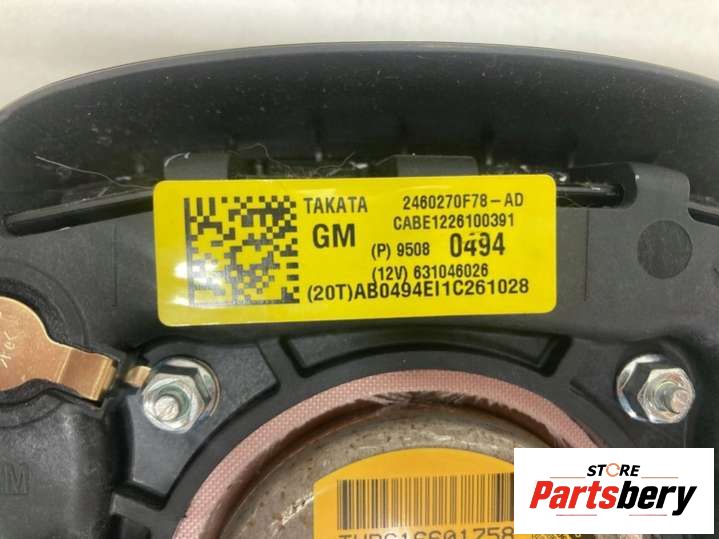 TAKATA 2460270F78-AD
CABE1226100391
GM (P) 9508 0494
(12V) 631046026
(20T)AB0494EI1C261028
STORE
Partsbery